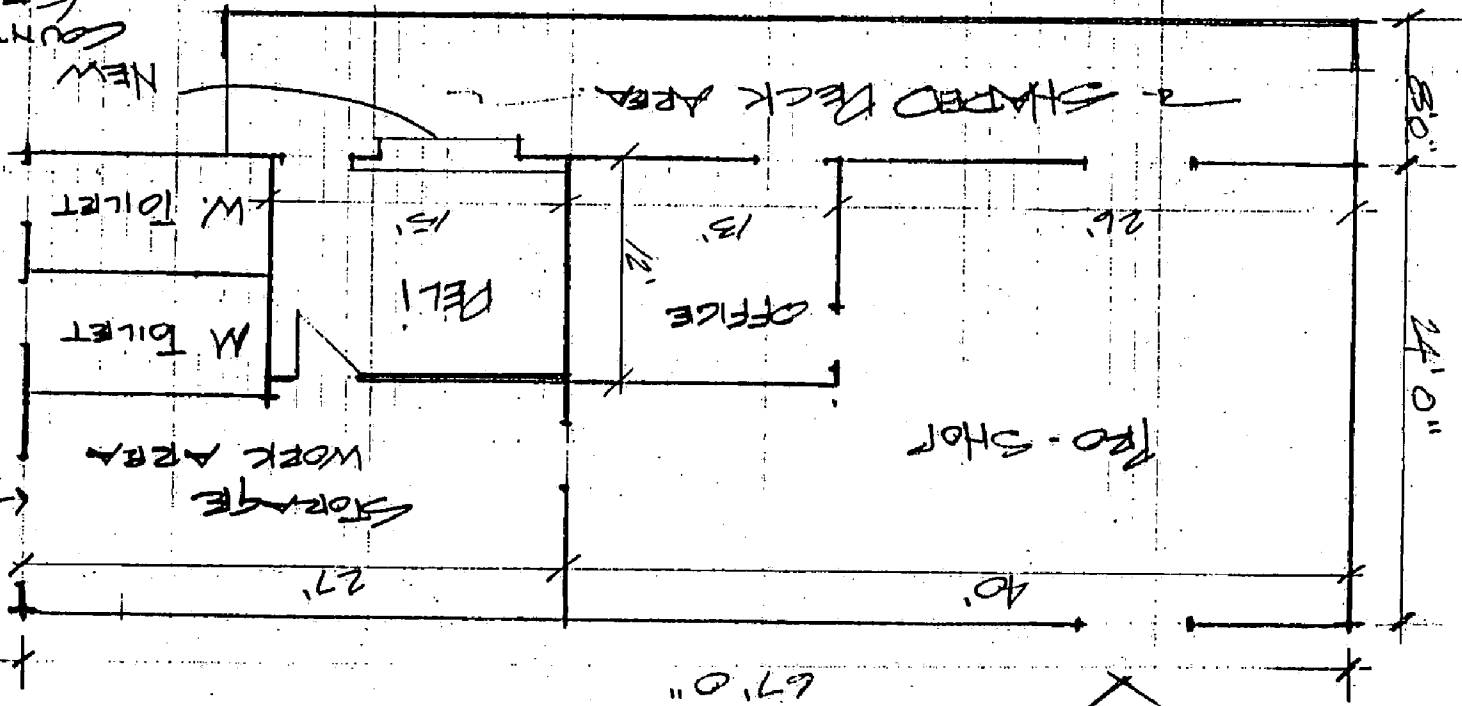 67' 0"
40'
27'
STORAGE
WORK AREA
PRO-SHOP
24' 0"
M TOILET
OFFICE
DELI
12'
26'
13'
15'
W. TOILET
8'0"
SHADED DECK AREA
NEW